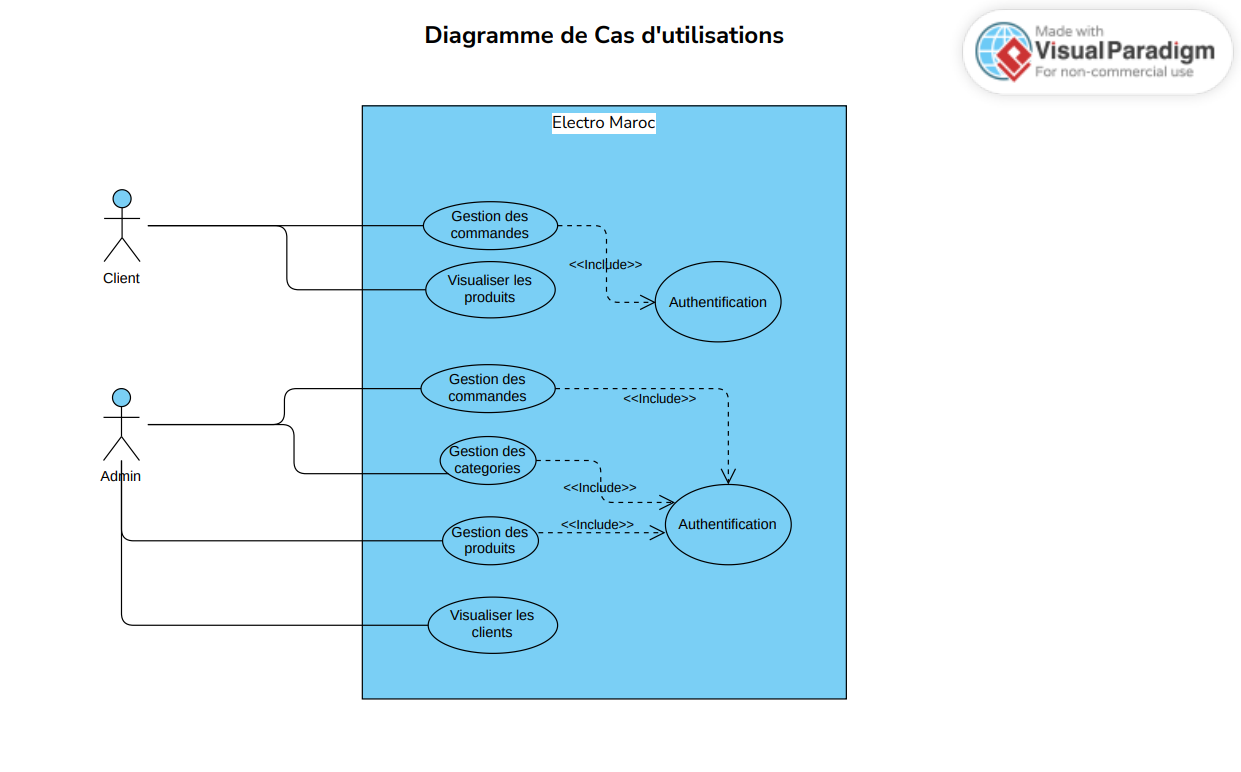 Diagramme de Cas d'utilisations
Made with
Visual Paradigm
For non-commercial use
Electro Maroc
Client
Gestion des
commandes
<<Include>>
Visualiser les
produits
Authentification
Admin
Gestion des
commandes
<<Include>>
Gestion des
categories
<<Include>>
Gestion des
produits
<<Include>>
Authentification
Visualiser les
clients